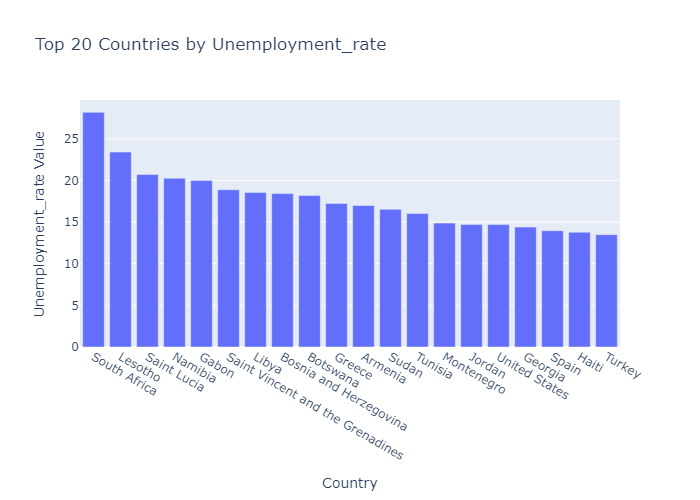 Top 20 Countries by Unemployment_rate
Unemployment_rate Value
25
20
15
10
5
0
South Africa
Lesotho
Saint Lucia
Namibia
Gabon
Saint Vincent and the Grenadines
Libya
Bosnia and Herzegovina
Botswana
Greece
Armenia
Sudan
Tunisia
Montenegro
Jordan
United States
Georgia
Spain
Haiti
Turkey
Country